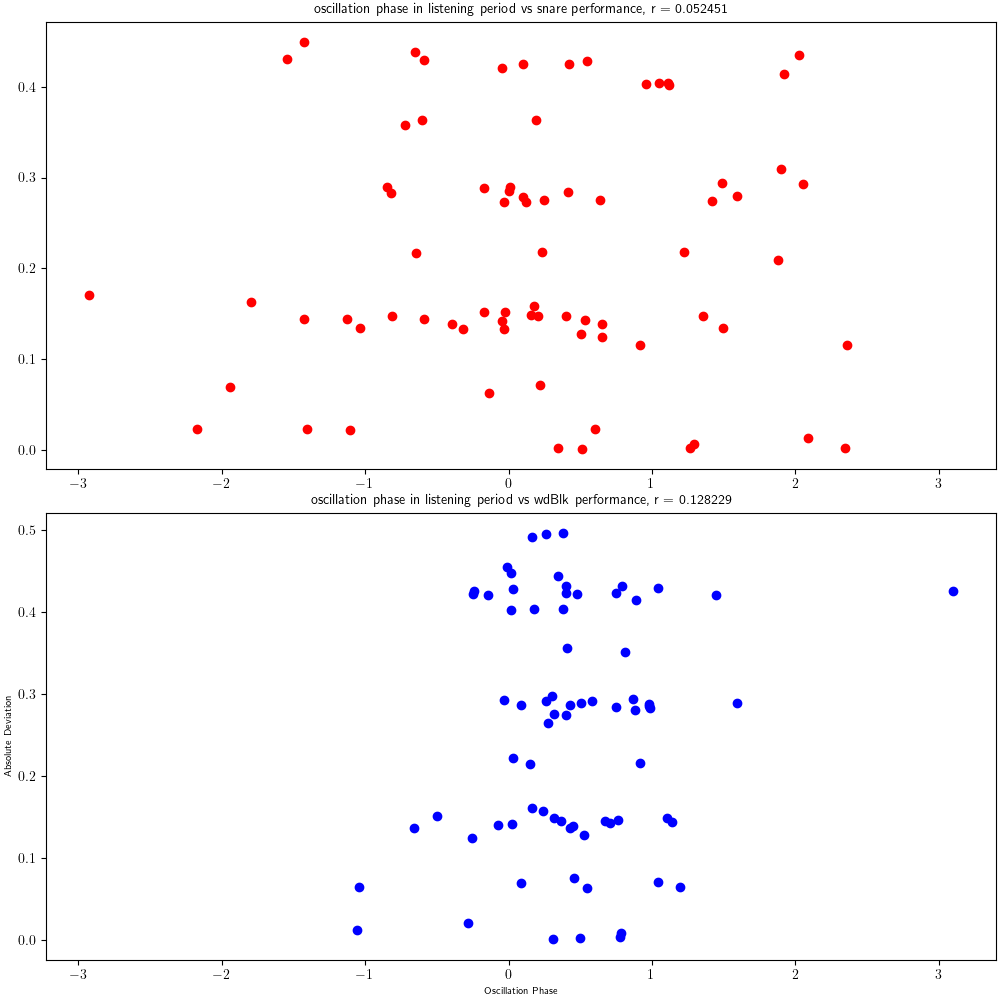 oscillation phase in listening period vs snare performance, r = 0.052451
0.4
0.3
0.2
0.1
0.0
−3 −2 −1 0 1 2 3
oscillation phase in listening period vs wdBlk performance, r = 0.128229
0.5
0.4
0.3
0.2
0.1
0.0
Absolute Deviation
−3 −2 −1 0 1 2 3
Oscillation Phase